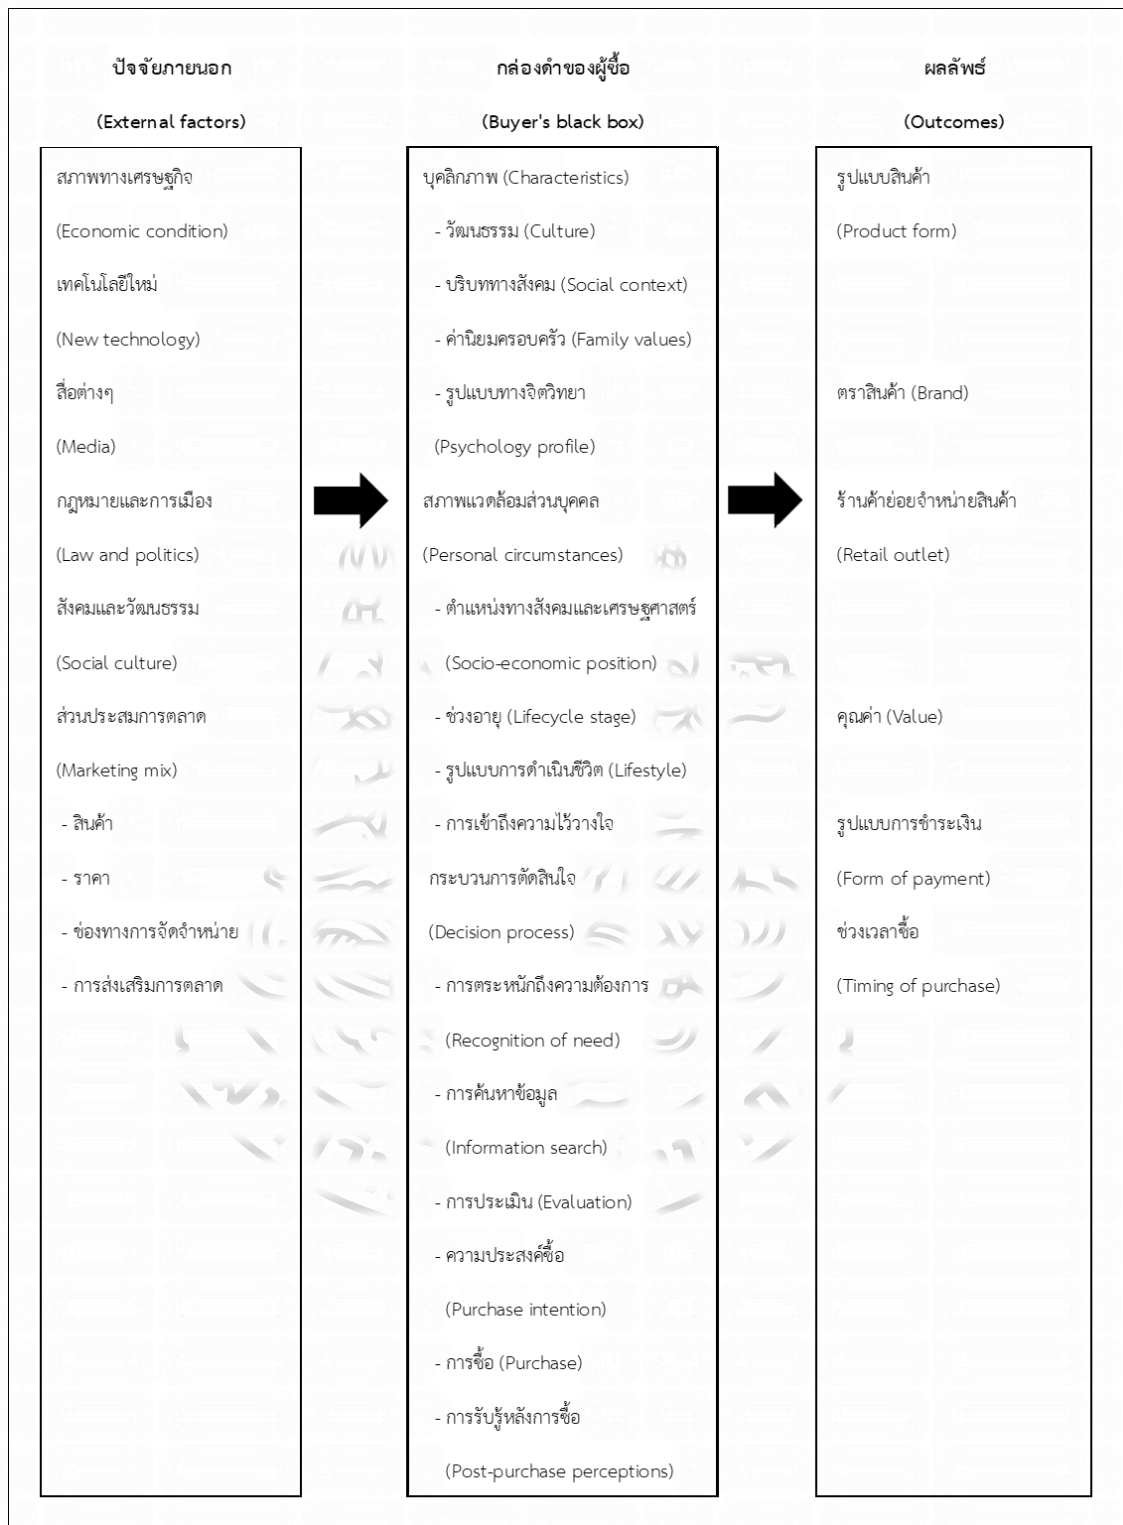 ปัจจัยภายนอก
(External factors)
สภาพทางเศรษฐกิจ
(Economic condition)
เทคโนโลยีใหม่
(New technology)
สื่อต่างๆ
(Media)
กฎหมายและการเมือง
(Law and politics)
สังคมและวัฒนธรรม
(Social culture)
ส่วนประสมการตลาด
(Marketing mix)
- สินค้า
- ราคา
- ช่องทางการจัดจำหน่าย
- การส่งเสริมการตลาด
กล่องดำของผู้ซื้อ
(Buyer's black box)
บุคลิกภาพ (Characteristics)
- วัฒนธรรม (Culture)
- บริบททางสังคม (Social context)
- ค่านิยมครอบครัว (Family values)
- รูปแบบทางจิตวิทยา
(Psychology profile)
สภาพแวดล้อมส่วนบุคคล
(Personal circumstances)
- ตำแหน่งทางสังคมและเศรษฐศาสตร์
(Socio-economic position)
- ช่วงอายุ (Lifecycle stage)
- รูปแบบการดำเนินชีวิต (Lifestyle)
- การเข้าถึงความไว้วางใจ
กระบวนการตัดสินใจ
(Decision process)
- การตระหนักถึงความต้องการ
(Recognition of need)
- การค้นหาข้อมูล
(Information search)
- การประเมิน (Evaluation)
- ความประสงค์ซื้อ
(Purchase intention)
- การซื้อ (Purchase)
- การรับรู้หลังการซื้อ
(Post-purchase perceptions)
ผลลัพธ์
(Outcomes)
รูปแบบสินค้า
(Product form)
ตราสินค้า (Brand)
ร้านค้าย่อยจำหน่ายสินค้า
(Retail outlet)
คุณค่า (Value)
รูปแบบการชำระเงิน
(Form of payment)
ช่วงเวลาซื้อ
(Timing of purchase)